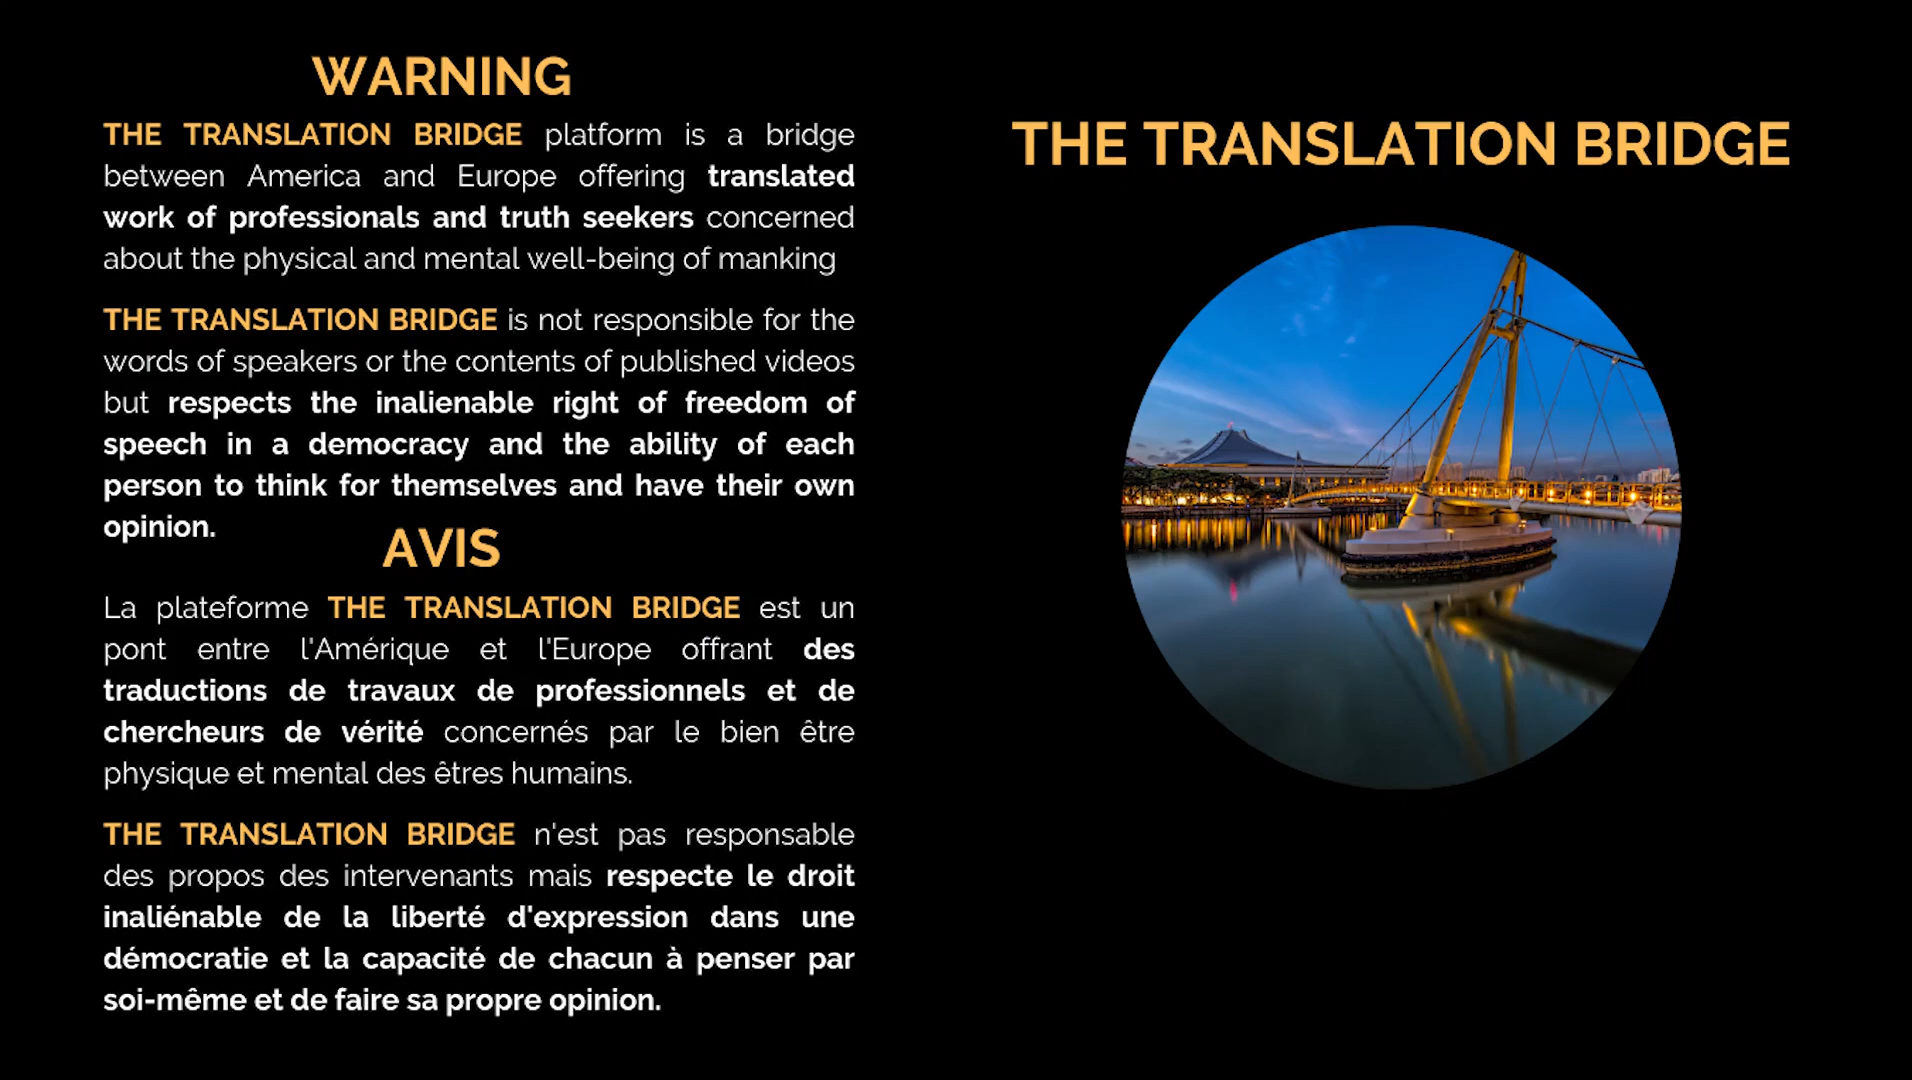 WARNING
THE TRANSLATION BRIDGE platform is a bridge
between America and Europe offering translated
work of professionals and truth seekers concerned
about the physical and mental well-being of manking
THE TRANSLATION BRIDGE is not responsible for the
words of speakers or the contents of published videos
but respects the inalienable right of freedom of
speech in a democracy and the ability of each
person to think for themselves and have their own
opinion.
AVIS
La plateforme THE TRANSLATION BRIDGE est un
pont entre l'Amérique et l'Europe offrant des
traductions de travaux de professionnels et de
chercheurs de vérité concernés par le bien être
physique et mental des êtres humains.
THE TRANSLATION BRIDGE n'est pas responsable
des propos des intervenants mais respecte le droit
inaliénable de la liberté d'expression dans une
démocratie et la capacité de chacun à penser par
soi-même et de faire sa propre opinion.
THE TRANSLATION BRIDGE